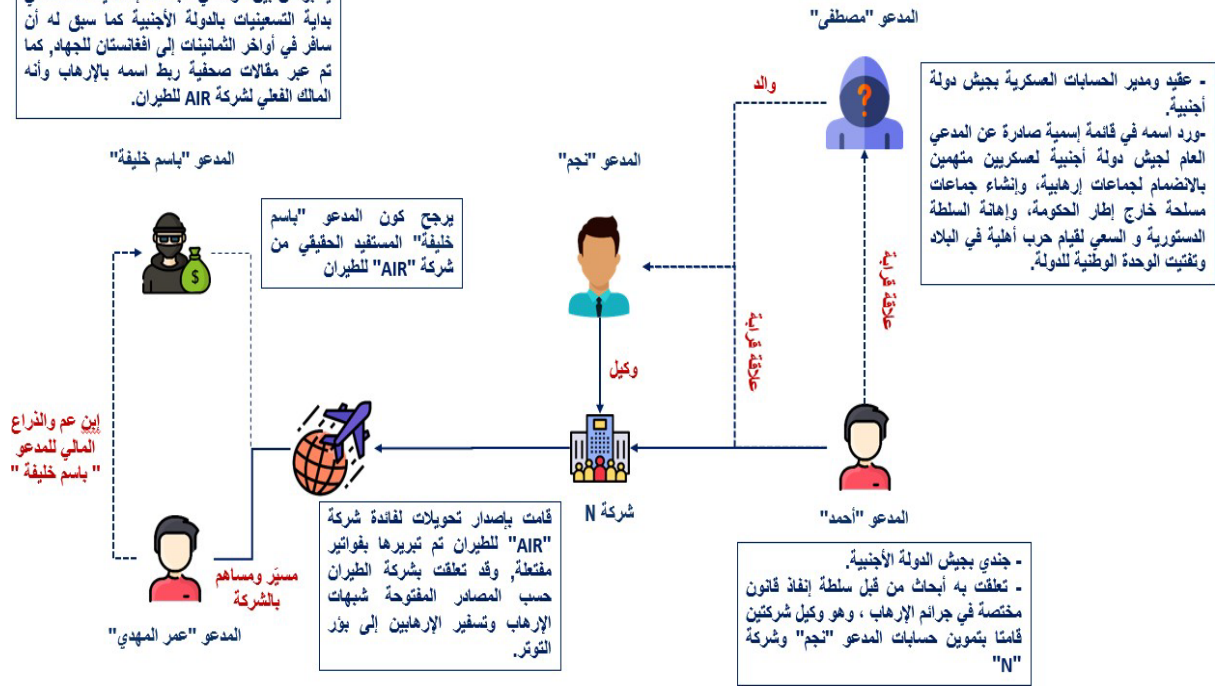 بداية التسعينيات بالدولة الأجنبية كما سبق له أن
سافر في أواخر الثمانينات إلى افغانستان للجهاد, كما
تم عبر مقالات صحفية ربط اسمه بالإرهاب وأنه
المالك الفعلي لشركة AIR للطيران.
المدعو "مصطفى"
- عقيد ومدير الحسابات العسكرية بجيش دولة
أجنبية.
-ورد اسمه في قائمة إسمية صادرة عن المدعي
العام لجيش دولة أجنبية لعسكريين متهمين
بالانضمام لجماعات إرهابية، وإنشاء جماعات
مسلحة خارج إطار الحكومة، وإهانة السلطة
الدستورية و السعي لقيام حرب أهلية في البلاد
وتفتيت الوحدة الوطنية للدولة.
والد
المدعو "نجم"
المدعو "باسم خليفة"
يرجح كون المدعو "باسم
خليفة" المستفيد الحقيقي من
شركة "AIR" للطيران
علاقة قرابة
علاقة قرابة
وكيل
إبن عم والذراع
المالي للمدعو
" باسم خليفة "
شركة N
المدعو "أحمد"
قامت بإصدار تحويلات لفائدة شركة
"AIR" للطيران تم تبريرها بفواتير
مفتعلة, وقد تعلقت بشركة الطيران
حسب المصادر المفتوحة شبهات
الإرهاب وتسفير الإرهابين إلى بؤر
التوتر.
- جندي بجيش الدولة الأجنبية.
- تعلقت به أبحاث من قبل سلطة إنفاذ قانون
مختصة في جرائم الإرهاب ، وهو وكيل شركتين
قامتا بتموين حسابات المدعو "نجم" وشركة
"N"
مسيّر ومساهم
بالشركة
المدعو "عمر المهدي"